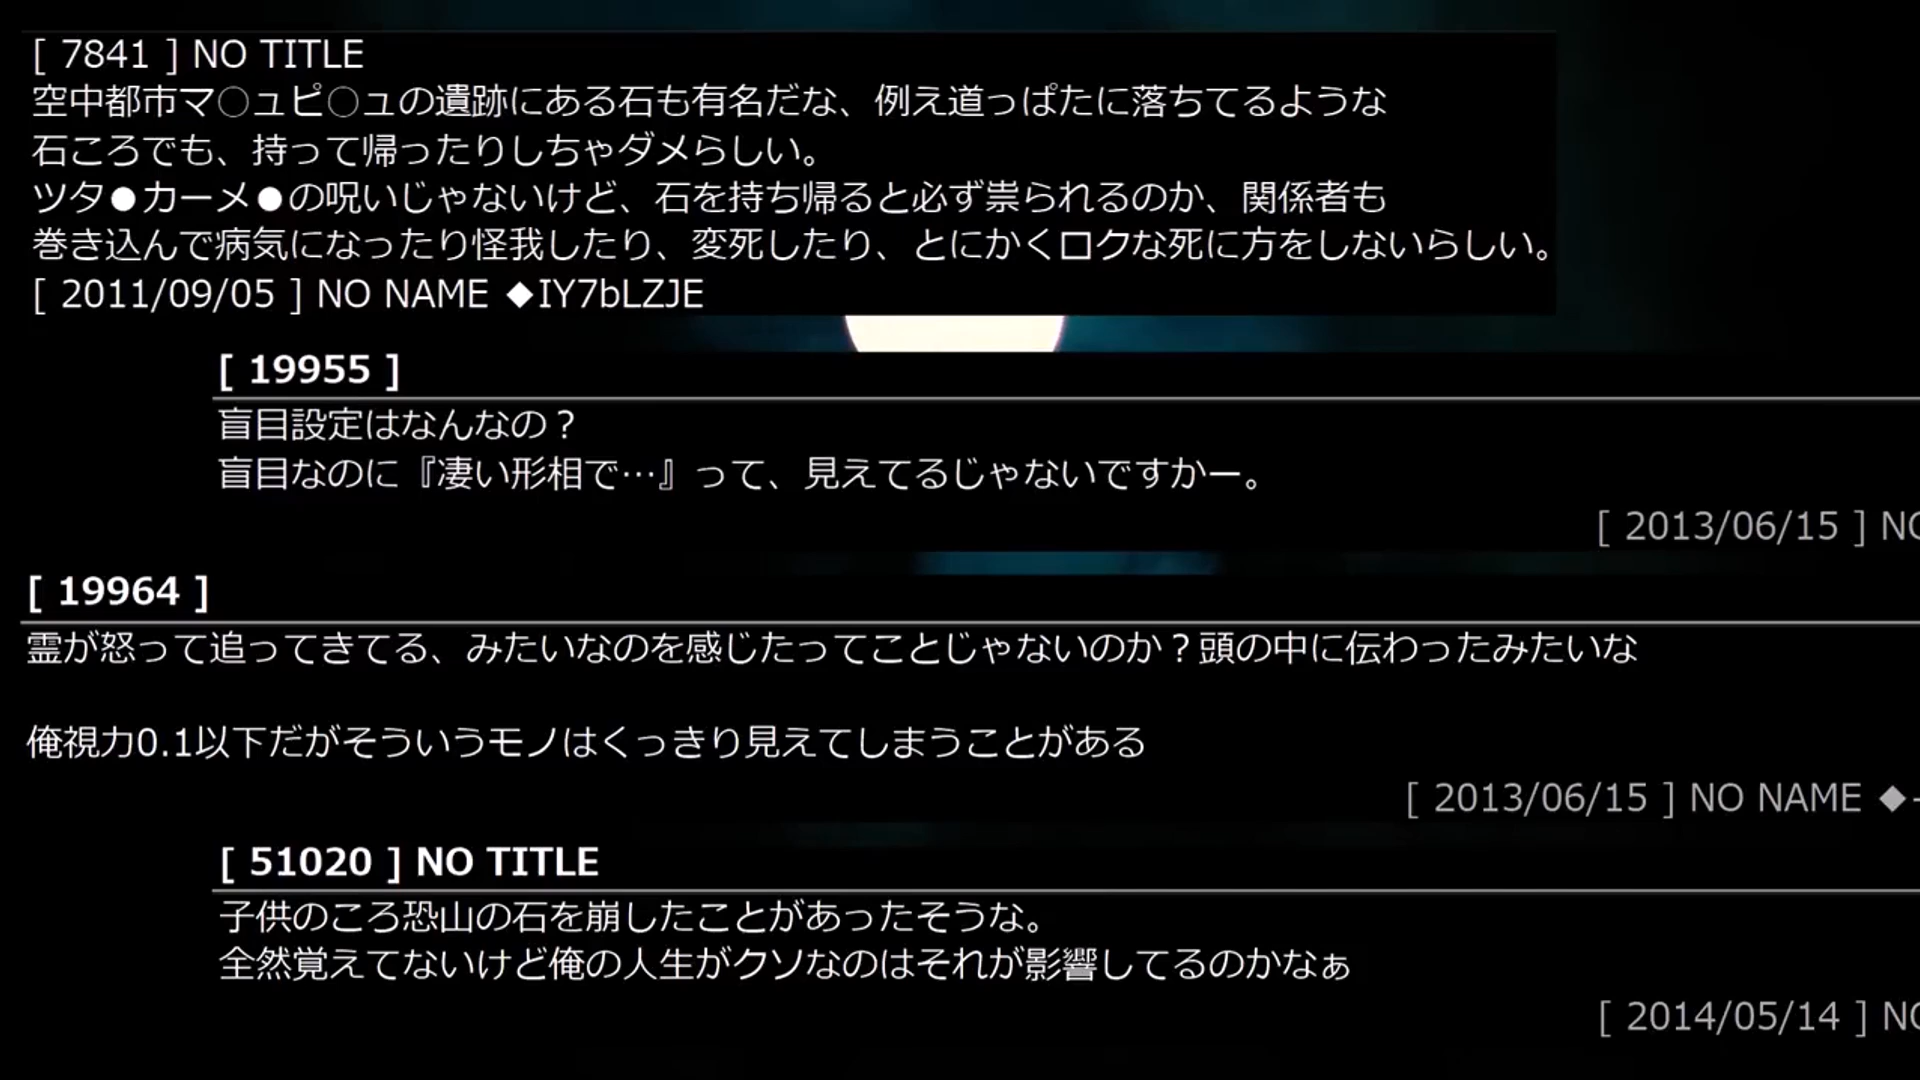 [ 7841 ] NO TITLE
空中都市マ○ュピ○ュの遺跡にある石も有名だな、例え道っぱたに落ちてるような
石ころでも、持って帰ったりしちゃダメらしい。
ツタ●カーメ●の呪いじゃないけど、石を持ち帰ると必ず祟られるのか、関係者も
巻き込んで病気になったり怪我したり、変死したり、とにかくロクな死に方をしないらしい。
[ 2011/09/05 ] NO NAME ◆IY7bLZJE
[ 19955 ]
盲目設定はなんなの？
盲目なのに『凄い形相で…』って、見えてるじゃないですかー。
[ 2013/06/15 ] NO
[ 19964 ]
霊が怒って追ってきてる、みたいなのを感じたってことじゃないのか？頭の中に伝わったみたいな
俺視力0.1以下だがそういうモノはくっきり見えてしまうことがある
[ 2013/06/15 ] NO NAME ◆-
[ 51020 ] NO TITLE
子供のころ恐山の石を崩したことがあったそうな。
全然覚えてないけど俺の人生がクソなのはそれが影響してるのかなぁ
[ 2014/05/14 ] NO